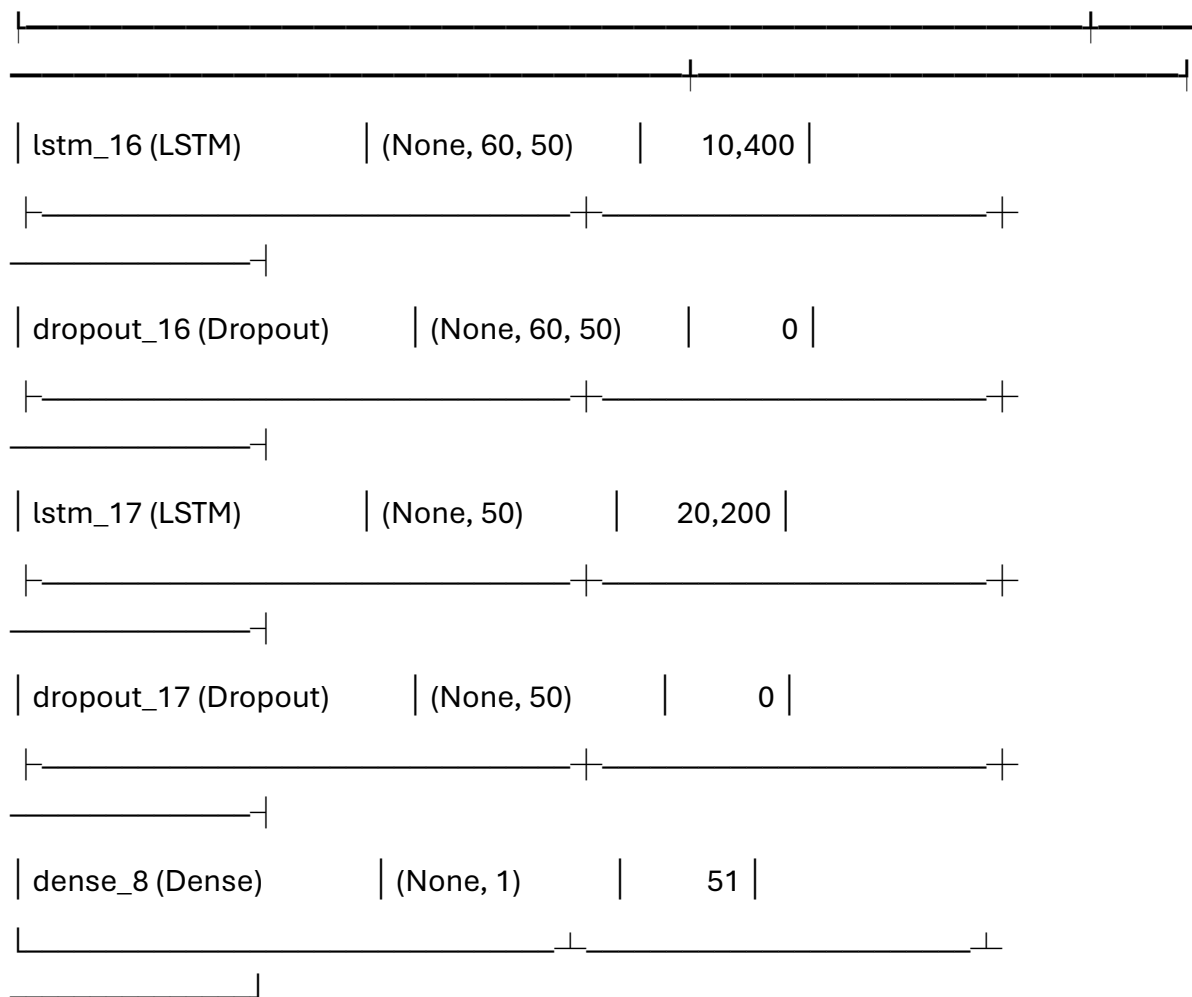 │ lstm_16 (LSTM) │ (None, 60, 50) │ 10,400 │
│ dropout_16 (Dropout) │ (None, 60, 50) │ 0 │
│ lstm_17 (LSTM) │ (None, 50) │ 20,200 │
│ dropout_17 (Dropout) │ (None, 50) │ 0 │
│ dense_8 (Dense) │ (None, 1) │ 51 │